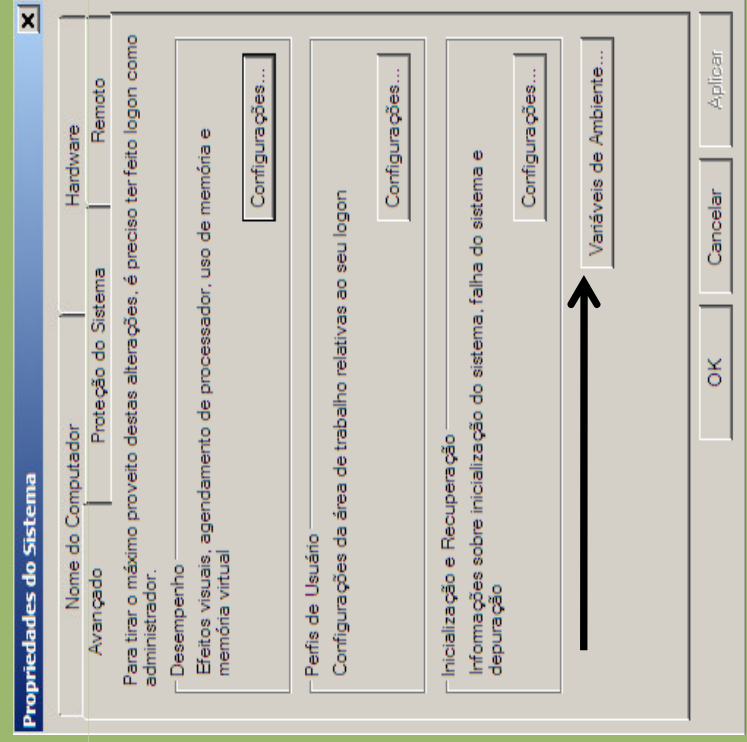 Propriedades do Sistema
Nome do Computador
Hardware
Avançado
Proteção do Sistema
Remoto
Para tirar o máximo proveito destas alterações, é preciso ter feito logon como
administrador.
Desempenho
Efeitos visuais, agendamento de processador, uso de memória e
memória virtual
Configurações...
Perfis de Usuário
Configurações da área de trabalho relativas ao seu logon
Configurações...
Inicialização e Recuperação
Informações sobre inicialização do sistema, falha do sistema e
depuração
Configurações...
Variáveis de Ambiente...
OK
Cancelar
Aplicar